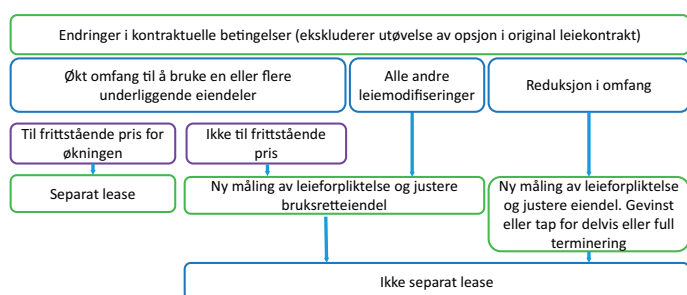 Endringer i kontraktuelle betingelser (ekskluderer utøvelse av opsjon i original leiekontrakt)
Økt omfang til å bruke en eller flere
underliggende eiendeler
Alle andre
leiemodifiseringer
Reduksjon i omfang
Til frittstående pris for
økningen
Ikke til frittstående
pris
Separat lease
Ny måling av leieforpliktelse og justere
bruksretteiendel
Ny måling av leieforpliktelse
og justere eiendel. Gevinst
eller tap for delvis eller full
terminering
Ikke separat lease